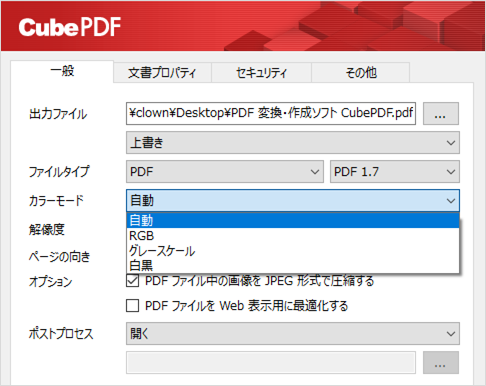 CubePDF
一般 文書プロパティ セキュリティ その他
出力ファイル ¥clown¥Desktop¥PDF 変換・作成ソフト CubePDF.pdf ...
上書き
ファイルタイプ PDF PDF 1.7
カラーモード 自動
自動
解像度 RGB
グレースケール
ページの向き 白黒
オプション PDF ファイル中の画像を JPEG 形式で圧縮する
PDF ファイルを Web 表示用に最適化する
ポストプロセス 開く
...